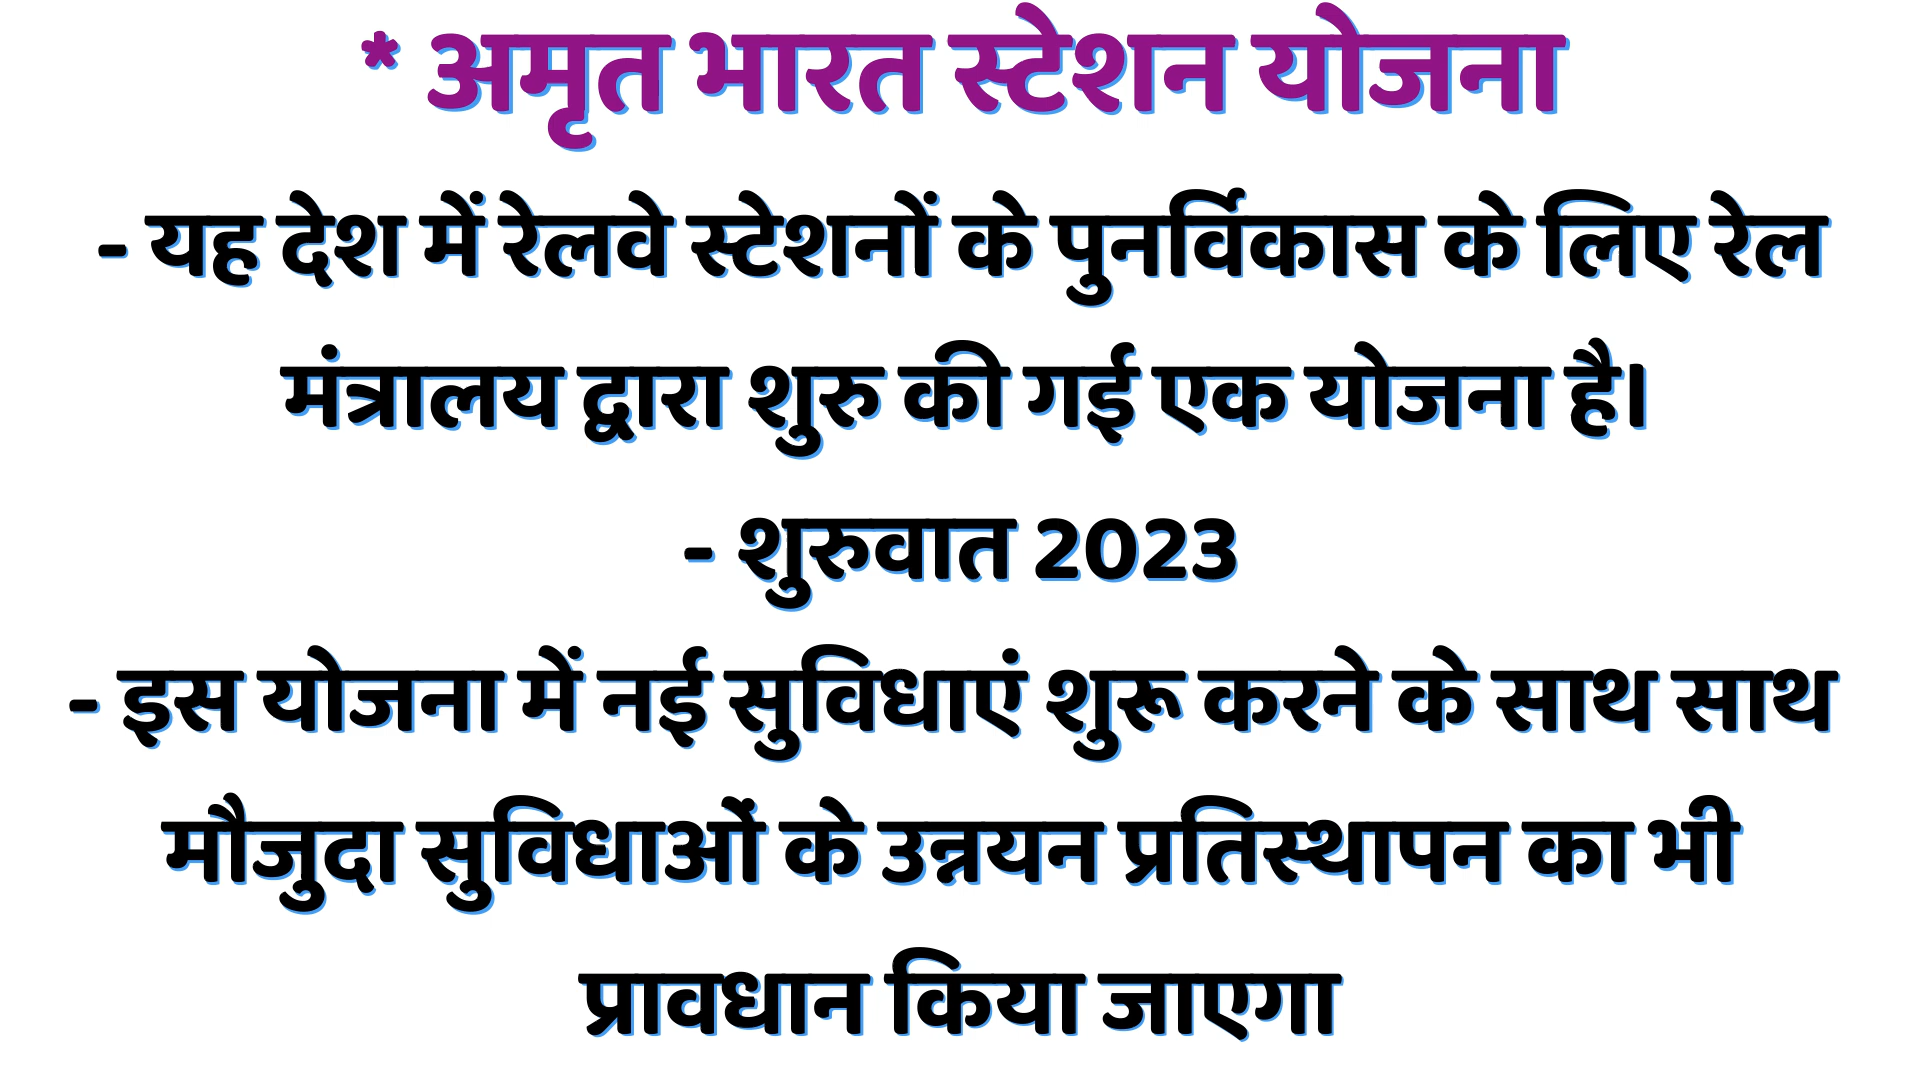 * अमृत भारत स्टेशन योजना
- यह देश में रेलवे स्टेशनों के पुनर्विकास के लिए रेल
मंत्रालय द्वारा शुरु की गई एक योजना है।
- शुरुवात 2023
- इस योजना में नई सुविधाएं शुरू करने के साथ साथ
मौजुदा सुविधाओं के उन्नयन प्रतिस्थापन का भी
प्रावधान किया जाएगा